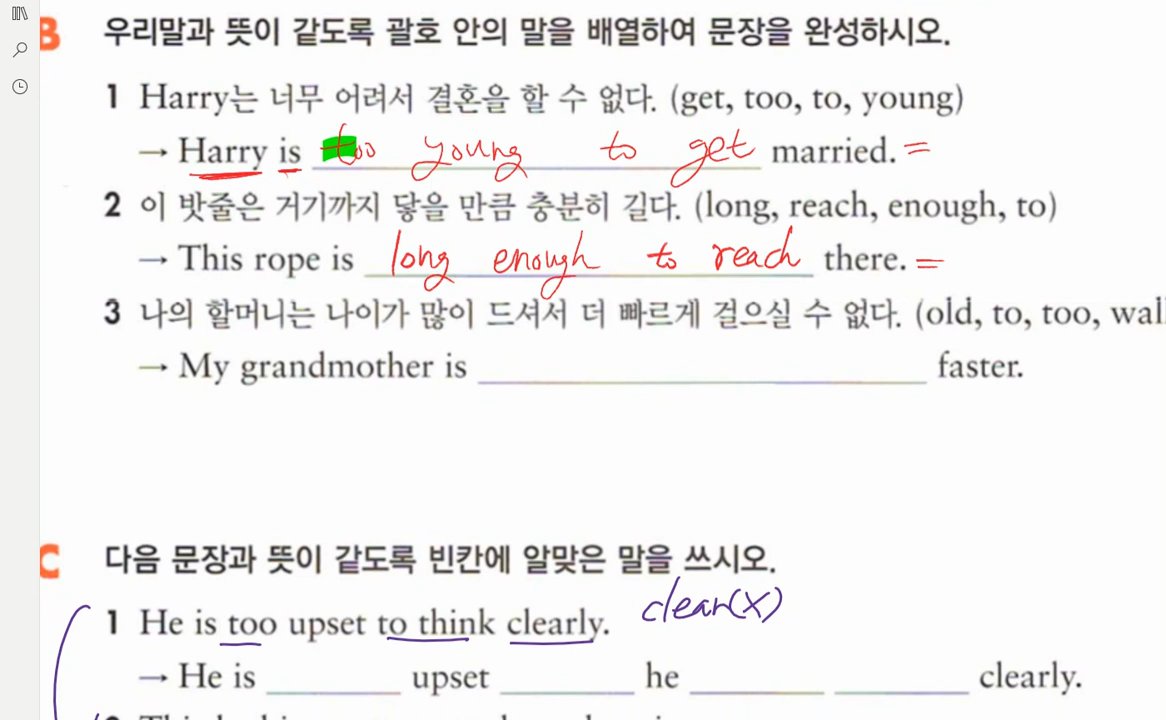 B 우리말과 뜻이 같도록 괄호 안의 말을 배열하여 문장을 완성하시오.
1 Harry는 너무 어려서 결혼을 할 수 없다. (get, too, to, young)
→ Harry is too young to get married. =
2 이 밧줄은 거기까지 닿을 만큼 충분히 길다. (long, reach, enough, to)
→ This rope is long enough to reach there. =
3 나의 할머니는 나이가 많이 드셔서 더 빠르게 걸으실 수 없다. (old, to, too, wal
→ My grandmother is faster.
C 다음 문장과 뜻이 같도록 빈칸에 알맞은 말을 쓰시오.
1 He is too upset to think clearly. clear(X)
→ He is upset he clearly.